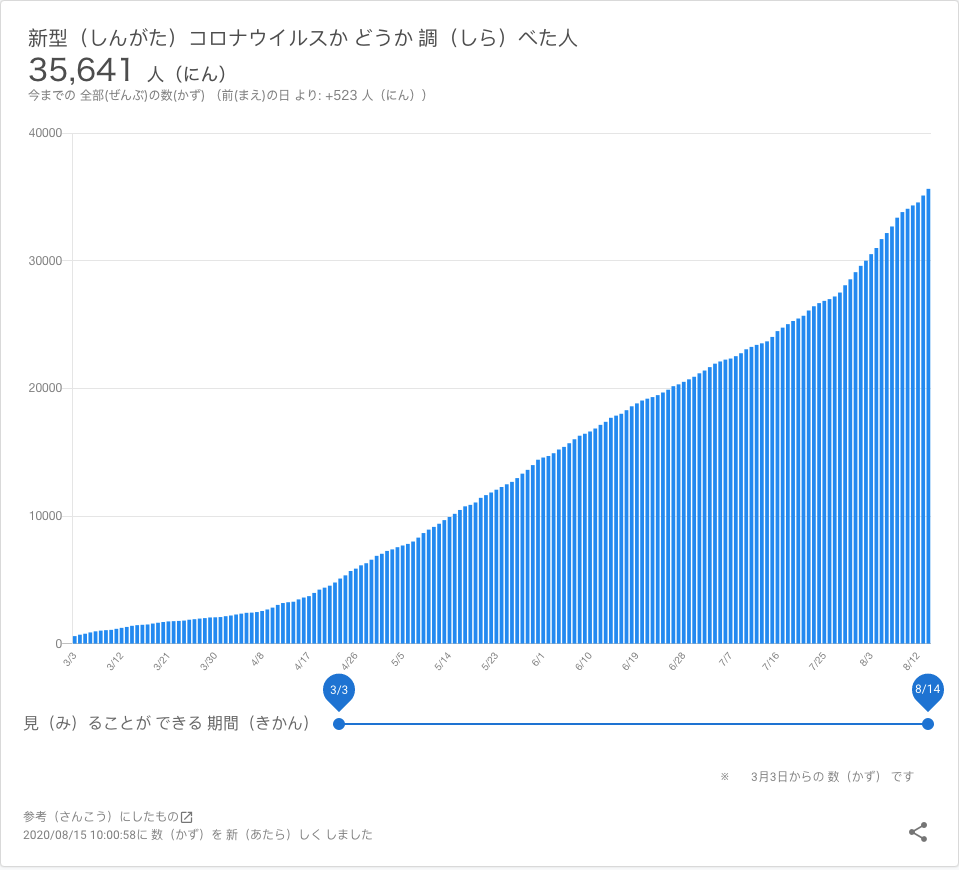 新型（しんがた）コロナウイルスか どうか 調（しら）べた人
35,641 人（にん）
今までの 全部(ぜんぶ)の数(かず) （前(まえ)の日 より: +523 人（にん））
40000
30000
20000
10000
0
3/3 3/12 3/21 3/30 4/8 4/17 4/26 5/5 5/14 5/23 6/1 6/10 6/19 6/28 7/7 7/16 7/25 8/3 8/12
3/3 8/14
見（み）ることが できる 期間（きかん）
※ 3月3日からの 数（かず） です
参考（さんこう）にしたもの
2020/08/15 10:00:58に 数（かず）を 新（あたら）しく しました